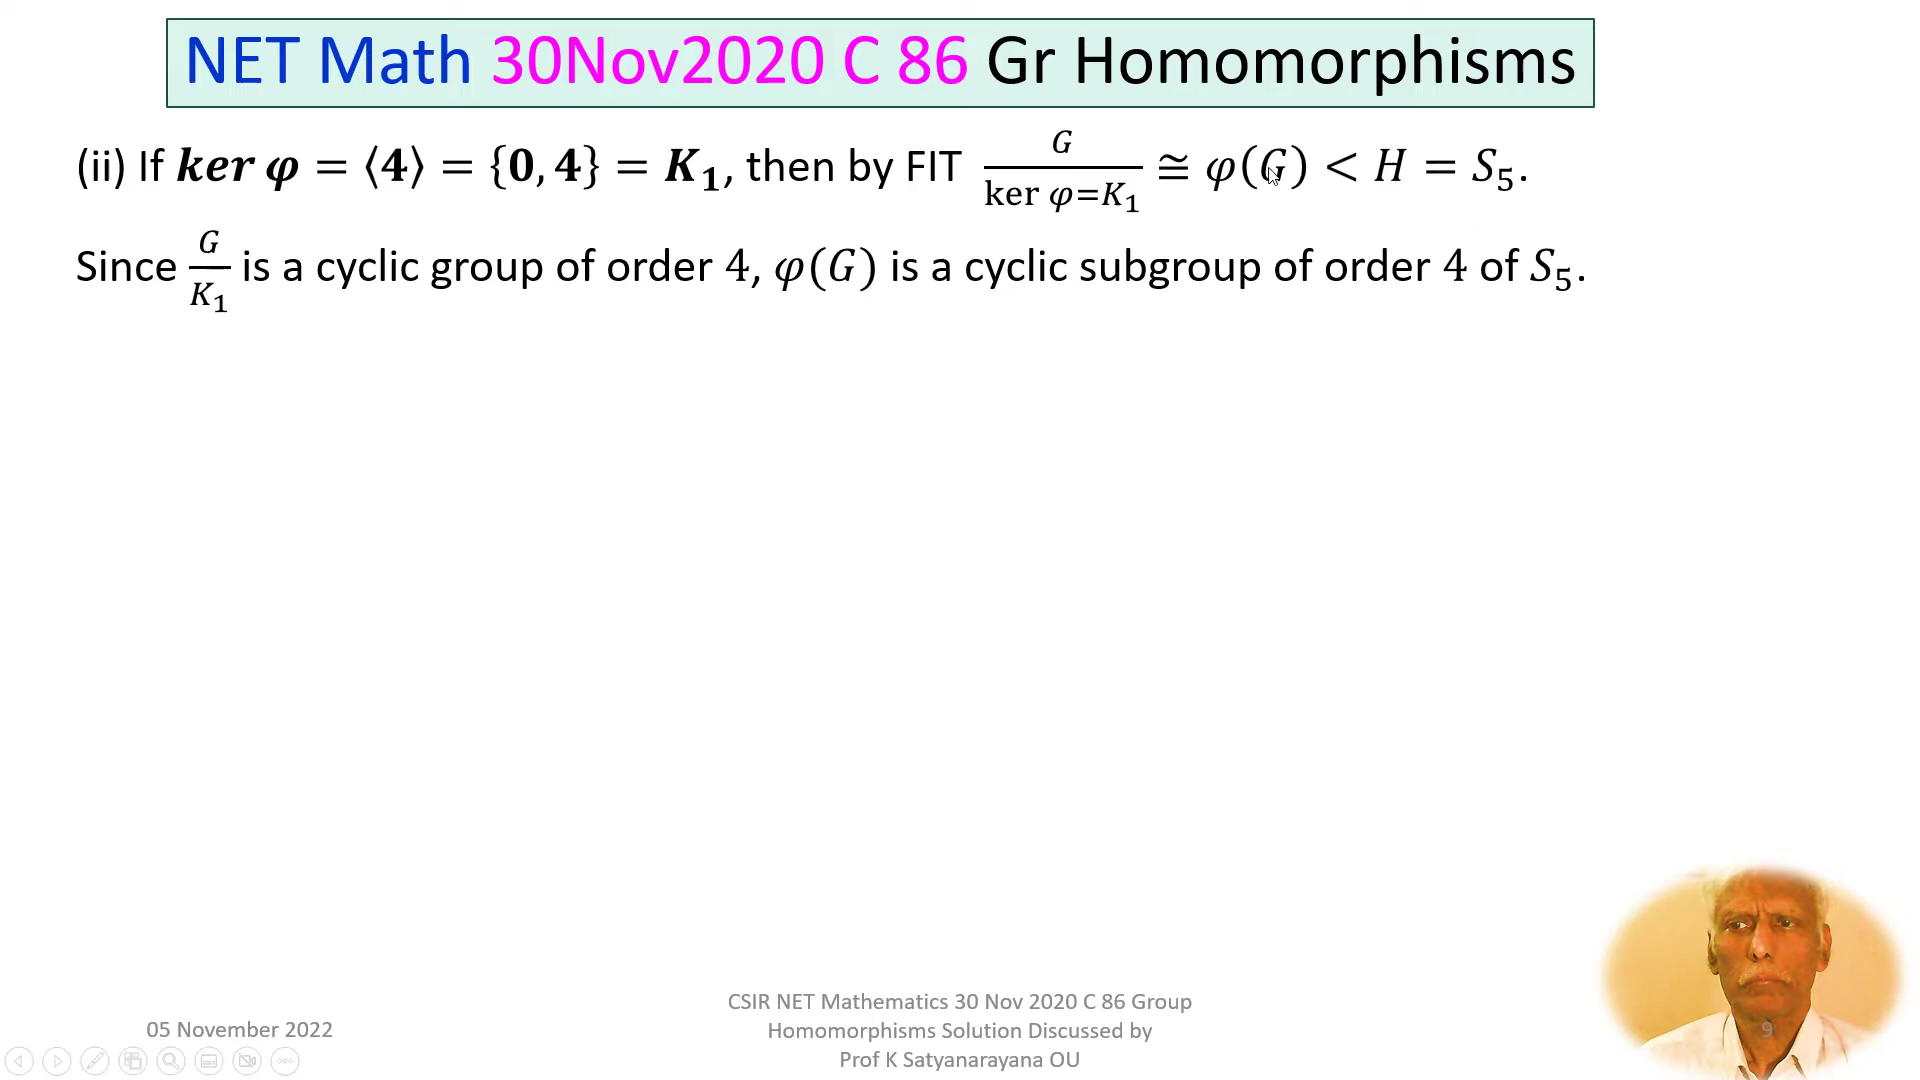 NET Math 30Nov2020 C 86 Gr Homomorphisms
(ii) If ker φ = ⟨4⟩ = {0, 4} = K₁, then by FIT G/(ker φ=K₁) ≅ φ(G) < H = S₅.
Since G/K₁ is a cyclic group of order 4, φ(G) is a cyclic subgroup of order 4 of S₅.
CSIR NET Mathematics 30 Nov 2020 C 86 Group
05 November 2022
Homomorphisms Solution Discussed by
9
Prof K Satyanarayana OU